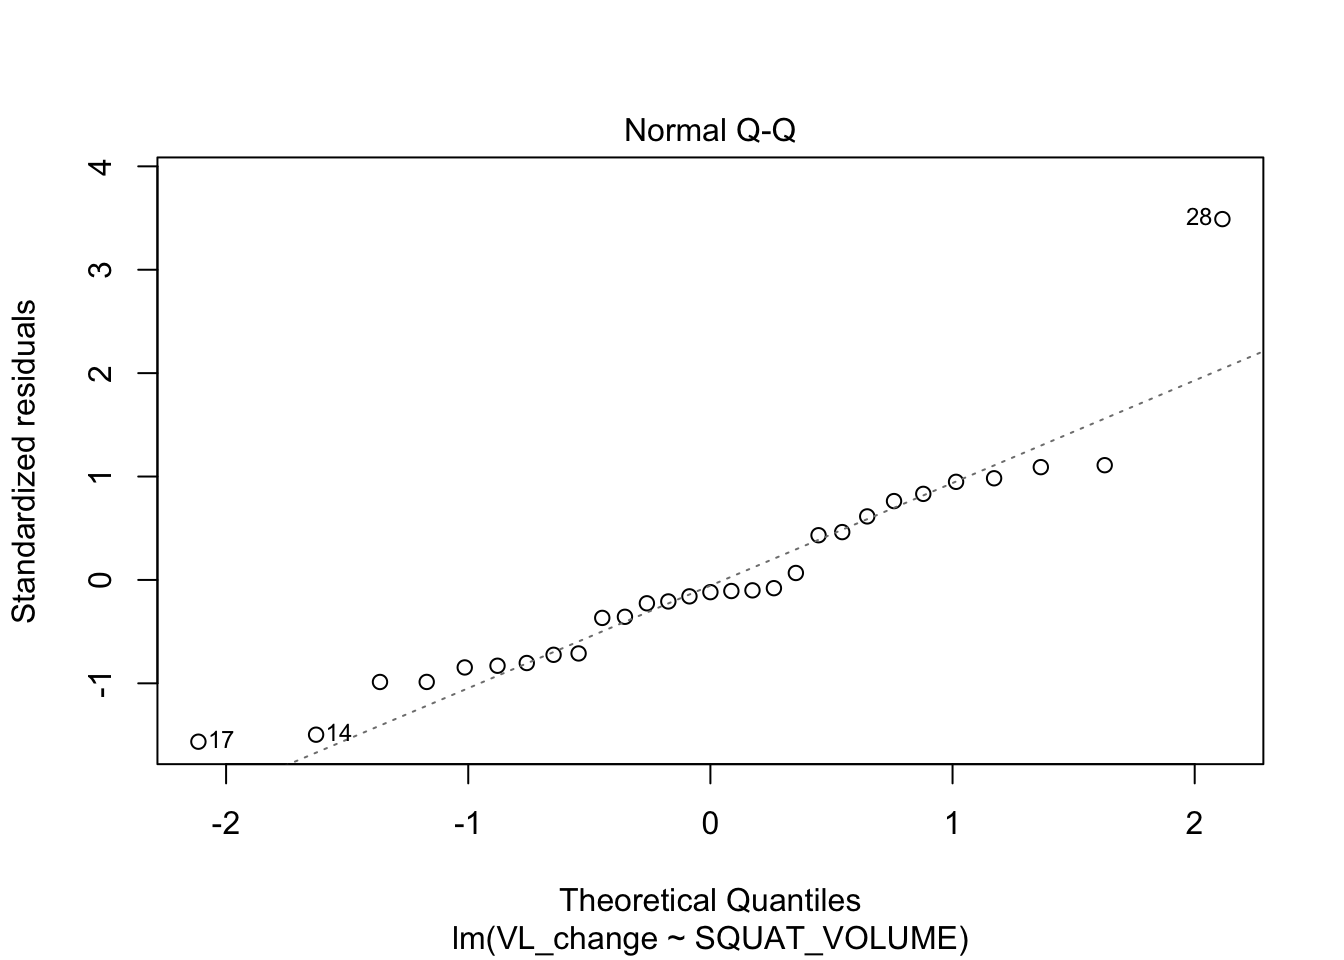 Normal Q-Q
Standardized residuals
4
3
2
1
0
-1
28
17
14
-2 -1 0 1 2
Theoretical Quantiles
lm(VL_change ~ SQUAT_VOLUME)